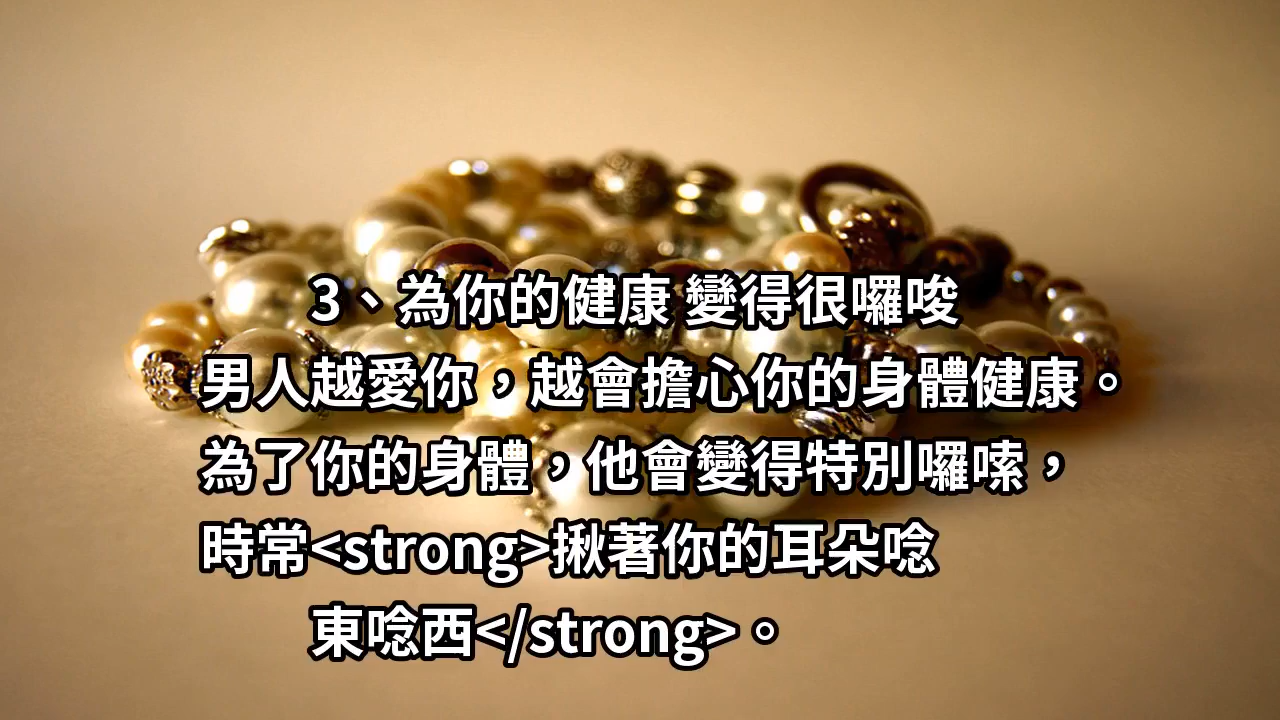 3、為你的健康 變得很囉唆
男人越愛你，越會擔心你的身體健康。
為了你的身體，他會變得特別囉嗦，
時常<strong>揪著你的耳朵唸
東唸西</strong>。